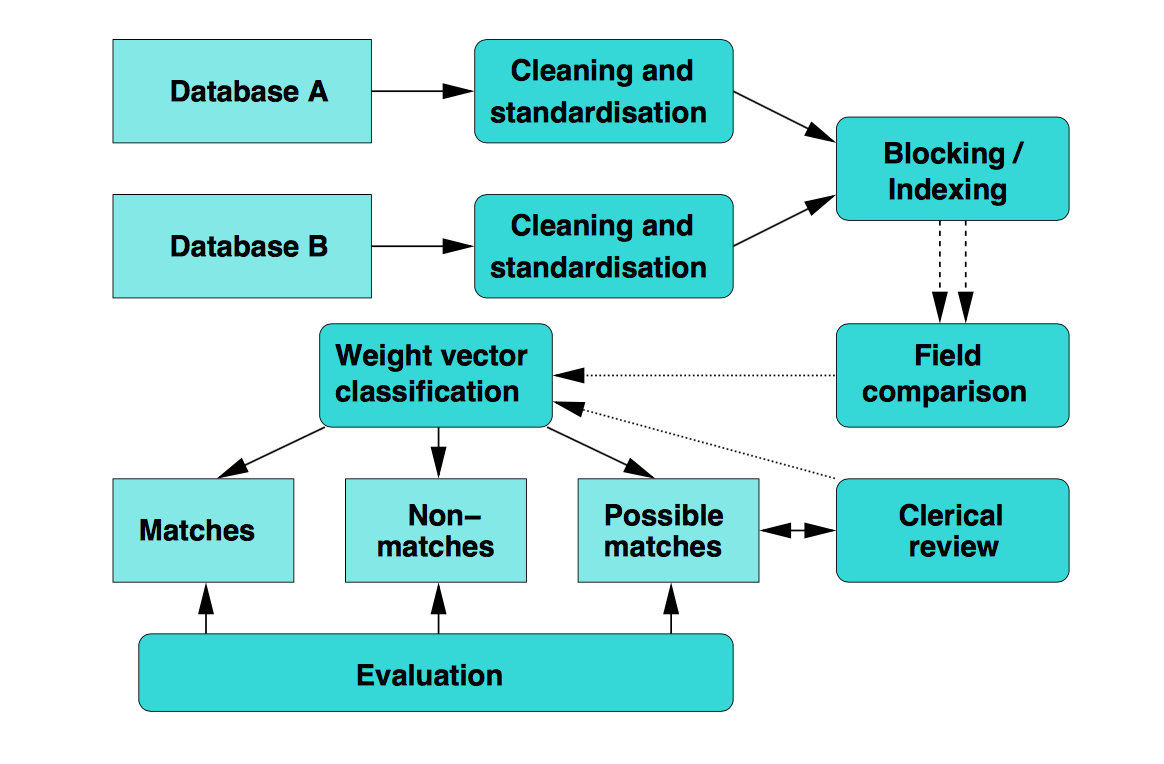 Database A
Cleaning and
standardisation
Blocking /
Indexing
Database B
Cleaning and
standardisation
Weight vector
classification
Field
comparison
Matches
Non–
matches
Possible
matches
Clerical
review
Evaluation